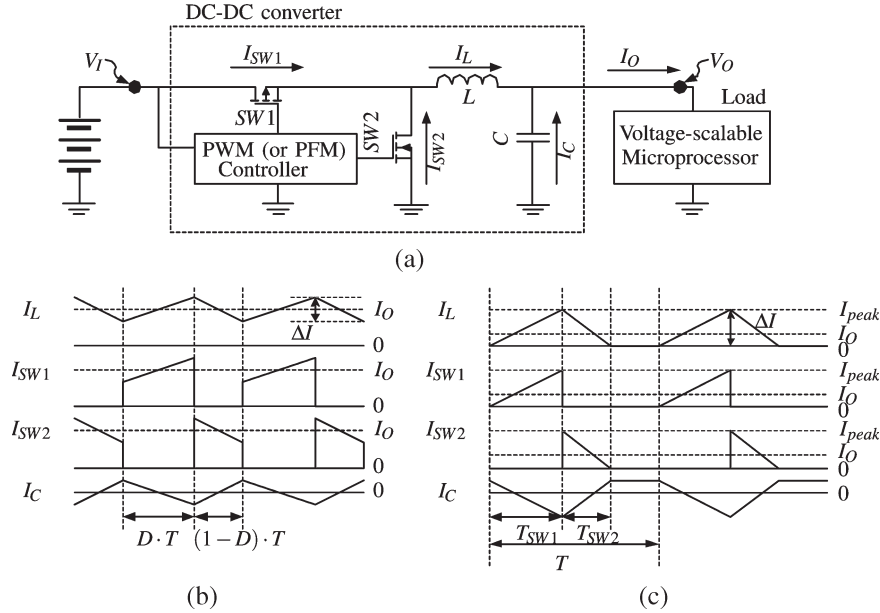 DC-DC converter
V_I
I_SW1
I_L
I_O
V_O
L
Load
SW1
SW2
I_SW2
C
I_C
PWM (or PFM)
Controller
Voltage-scalable
Microprocessor
(a)
I_L
I_O
ΔI
0
I_SW1
I_O
0
I_SW2
I_O
0
I_C
0
D · T
(1−D) · T
(b)
I_L
ΔI
I_peak
I_O
0
I_SW1
I_peak
I_O
0
I_SW2
I_peak
I_O
0
I_C
0
T_SW1
T_SW2
T
(c)